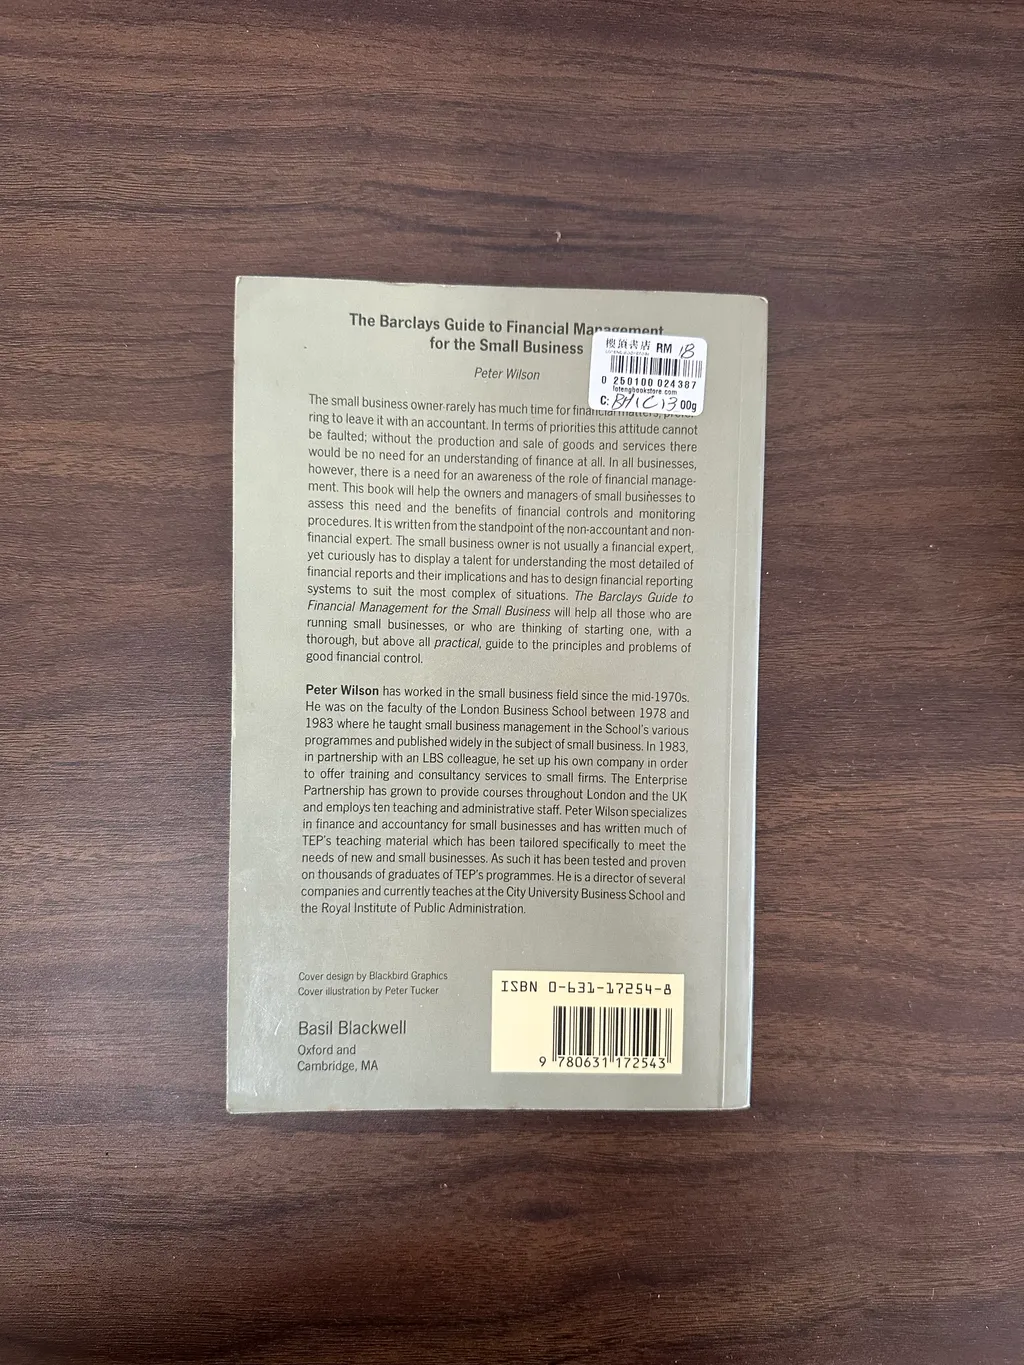 The Barclays Guide to Financial Management
for the Small Business
Peter Wilson
樓頂書店 RM 18
0 250100 024387
lotengbookstore.com
C: 00g
The small business owner rarely has much time for financial matters, prefer-
ring to leave it with an accountant. In terms of priorities this attitude cannot
be faulted; without the production and sale of goods and services there
would be no need for an understanding of finance at all. In all businesses,
however, there is a need for an awareness of the role of financial manage-
ment. This book will help the owners and managers of small businesses to
assess this need and the benefits of financial controls and monitoring
procedures. It is written from the standpoint of the non-accountant and non-
financial expert. The small business owner is not usually a financial expert,
yet curiously has to display a talent for understanding the most detailed of
financial reports and their implications and has to design financial reporting
systems to suit the most complex of situations. The Barclays Guide to
Financial Management for the Small Business will help all those who are
running small businesses, or who are thinking of starting one, with a
thorough, but above all practical, guide to the principles and problems of
good financial control.
Peter Wilson has worked in the small business field since the mid-1970s.
He was on the faculty of the London Business School between 1978 and
1983 where he taught small business management in the School's various
programmes and published widely in the subject of small business. In 1983,
in partnership with an LBS colleague, he set up his own company in order
to offer training and consultancy services to small firms. The Enterprise
Partnership has grown to provide courses throughout London and the UK
and employs ten teaching and administrative staff. Peter Wilson specializes
in finance and accountancy for small businesses and has written much of
TEP's teaching material which has been tailored specifically to meet the
needs of new and small businesses. As such it has been tested and proven
on thousands of graduates of TEP's programmes. He is a director of several
companies and currently teaches at the City University Business School and
the Royal Institute of Public Administration.
Cover design by Blackbird Graphics
Cover illustration by Peter Tucker
Basil Blackwell
Oxford and
Cambridge, MA
ISBN 0-631-17254-8
9 780631 172543